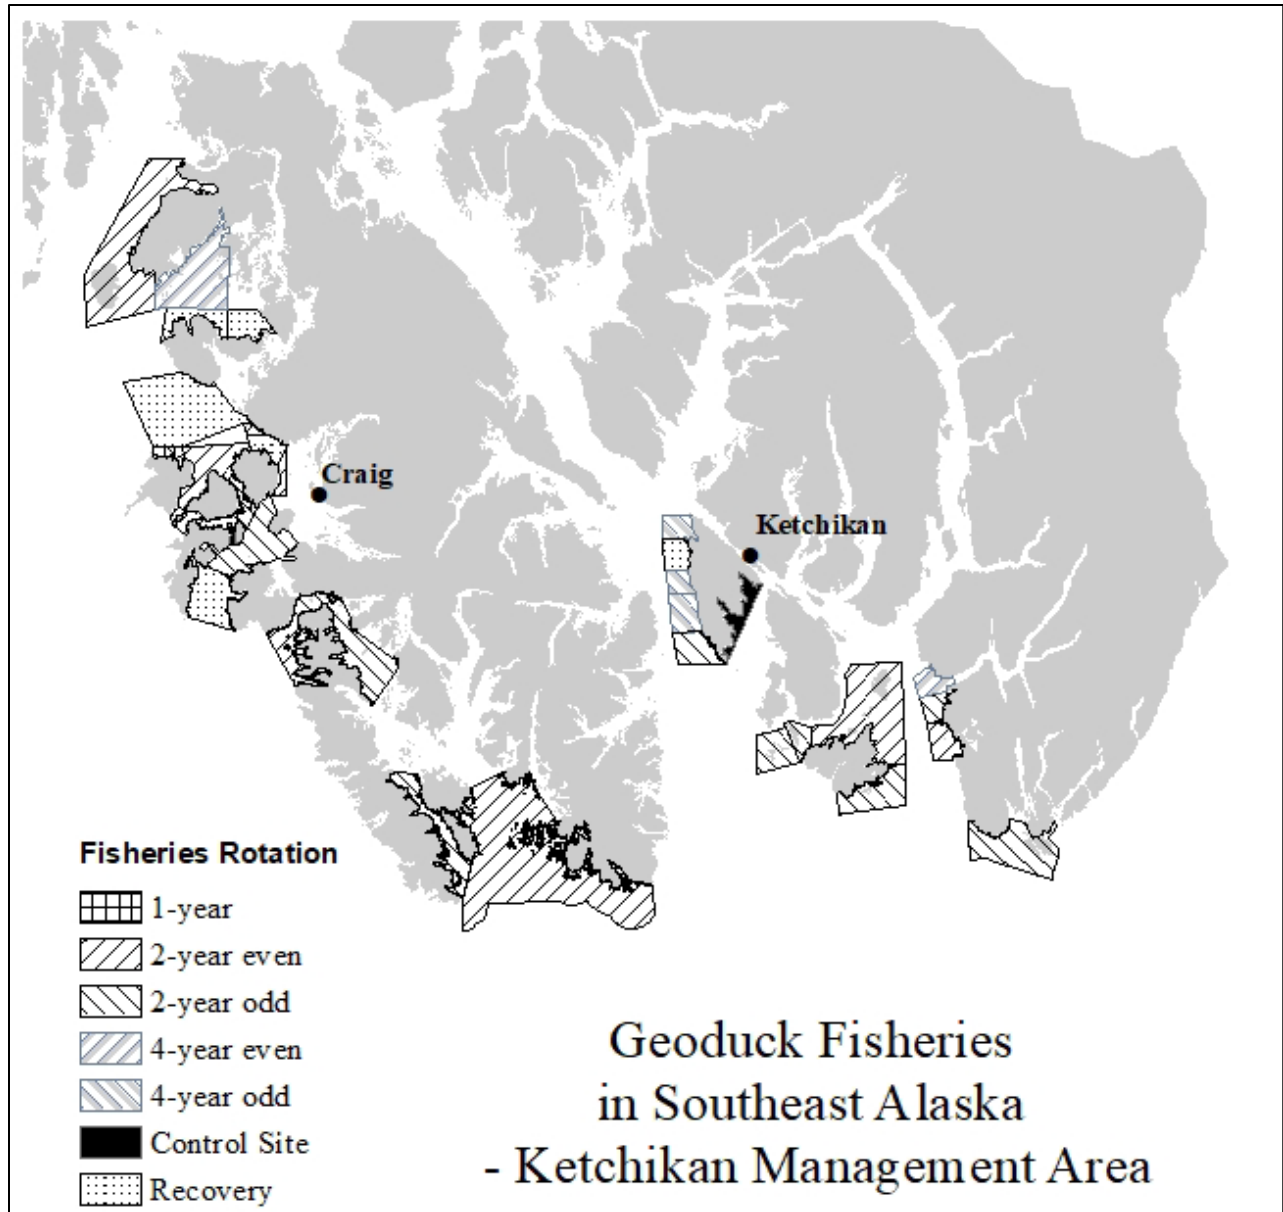 Craig
Ketchikan
Fisheries Rotation
1-year
2-year even
2-year odd
4-year even
4-year odd
Control Site
Recovery
Geoduck Fisheries
in Southeast Alaska
- Ketchikan Management Area